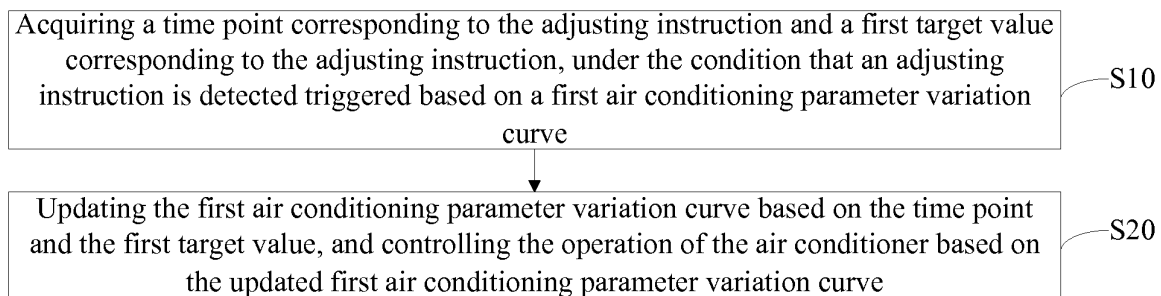 Acquiring a time point corresponding to the adjusting instruction and a first target value
corresponding to the adjusting instruction, under the condition that an adjusting
instruction is detected triggered based on a first air conditioning parameter variation
curve
S10
Updating the first air conditioning parameter variation curve based on the time point
and the first target value, and controlling the operation of the air conditioner based on
the updated first air conditioning parameter variation curve
S20